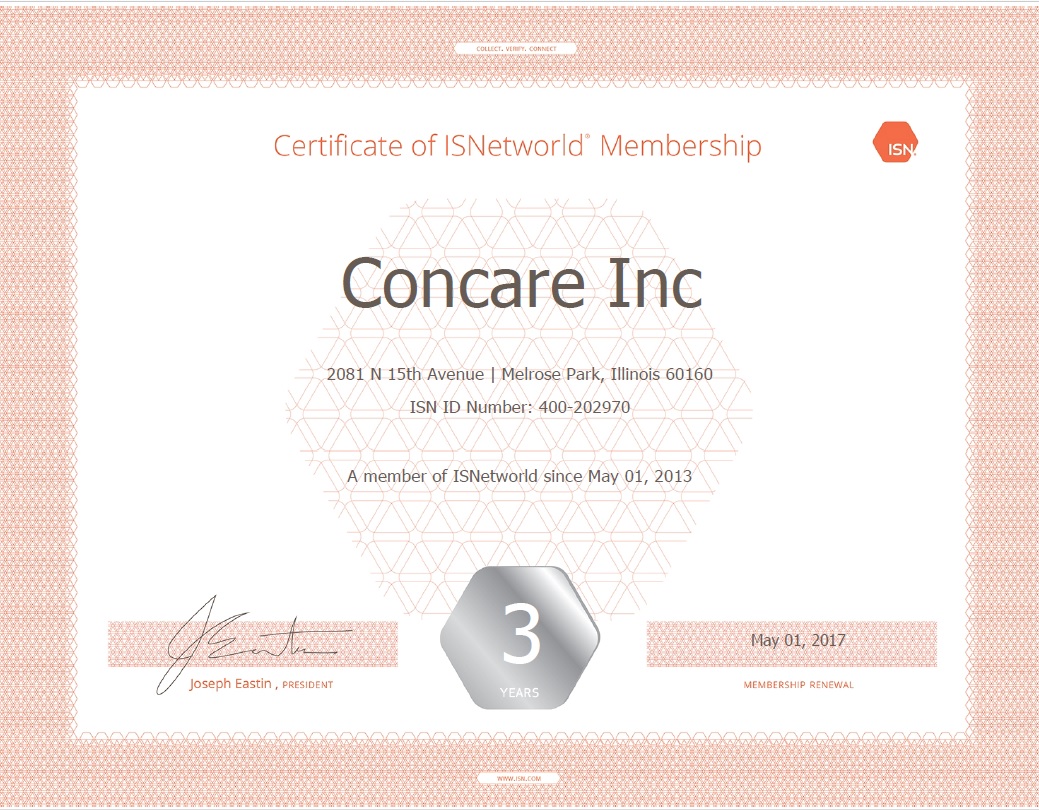 COLLECT. VERIFY. CONNECT
Certificate of ISNetworld® Membership
ISN.
Concare Inc
2081 N 15th Avenue | Melrose Park, Illinois 60160
ISN ID Number: 400-202970
A member of ISNetworld since May 01, 2013
3
YEARS
Joseph Eastin , PRESIDENT
May 01, 2017
MEMBERSHIP RENEWAL
WWW.ISN.COM